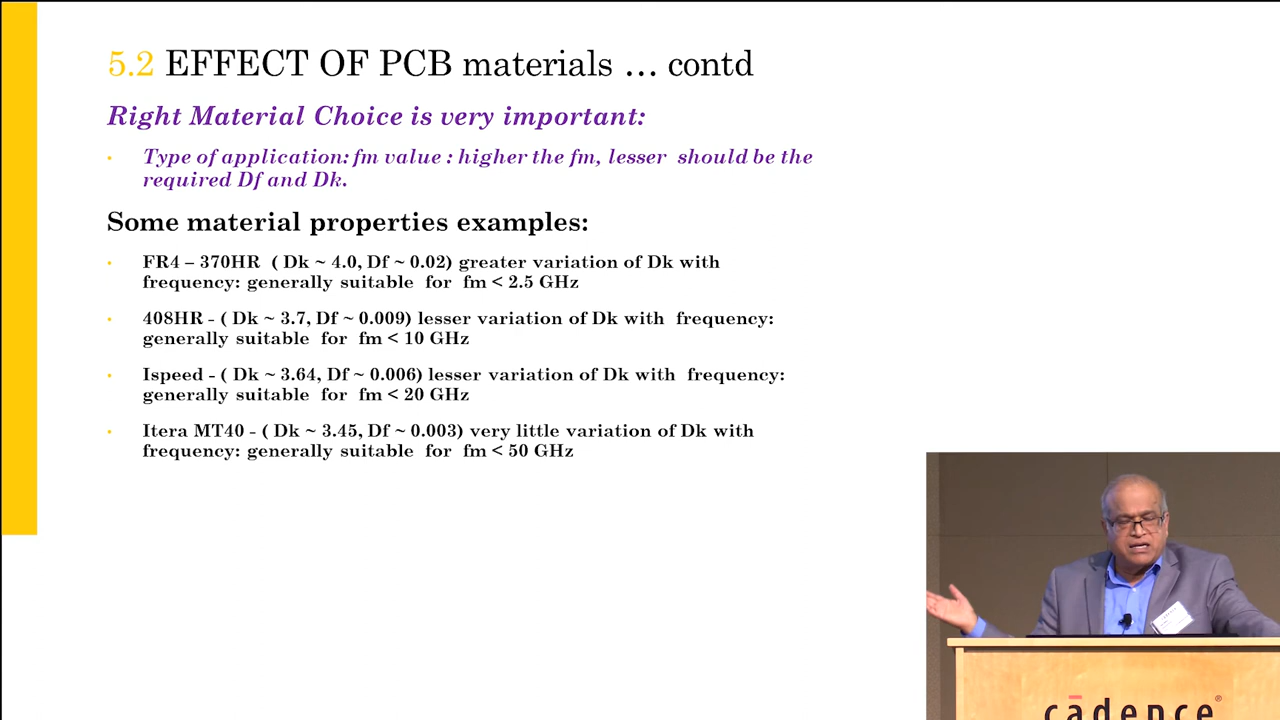 5.2 EFFECT OF PCB materials … contd
Right Material Choice is very important:
• Type of application: fm value : higher the fm, lesser should be the
required Df and Dk.
Some material properties examples:
• FR4 – 370HR ( Dk ~ 4.0, Df ~ 0.02) greater variation of Dk with
frequency: generally suitable for fm < 2.5 GHz
• 408HR - ( Dk ~ 3.7, Df ~ 0.009) lesser variation of Dk with frequency:
generally suitable for fm < 10 GHz
• Ispeed - ( Dk ~ 3.64, Df ~ 0.006) lesser variation of Dk with frequency:
generally suitable for fm < 20 GHz
• Itera MT40 - ( Dk ~ 3.45, Df ~ 0.003) very little variation of Dk with
frequency: generally suitable for fm < 50 GHz
cādence®